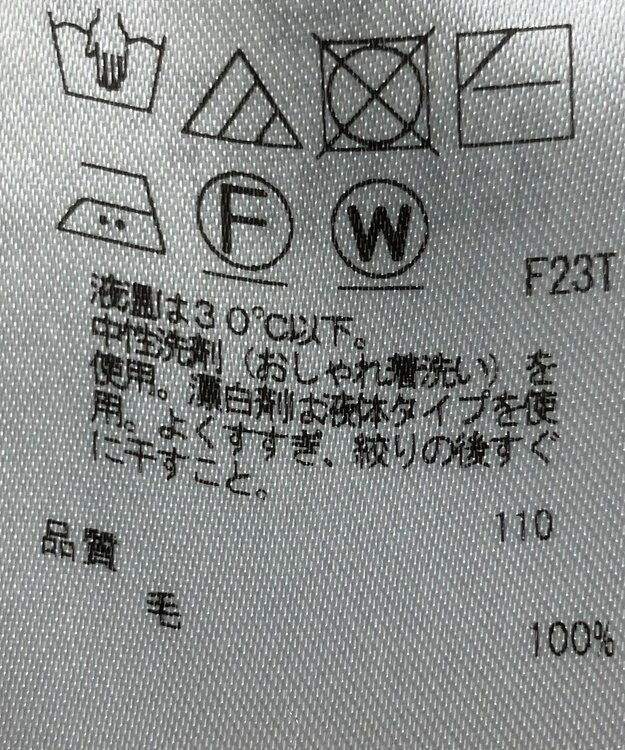 F W
F23T
液温は30℃以下。
中性洗剤（おしゃれ着洗い）を
使用。漂白剤は液体タイプを使
用。よくすすぎ、絞りの後すぐ
に干すこと。
110
品質
毛
100%